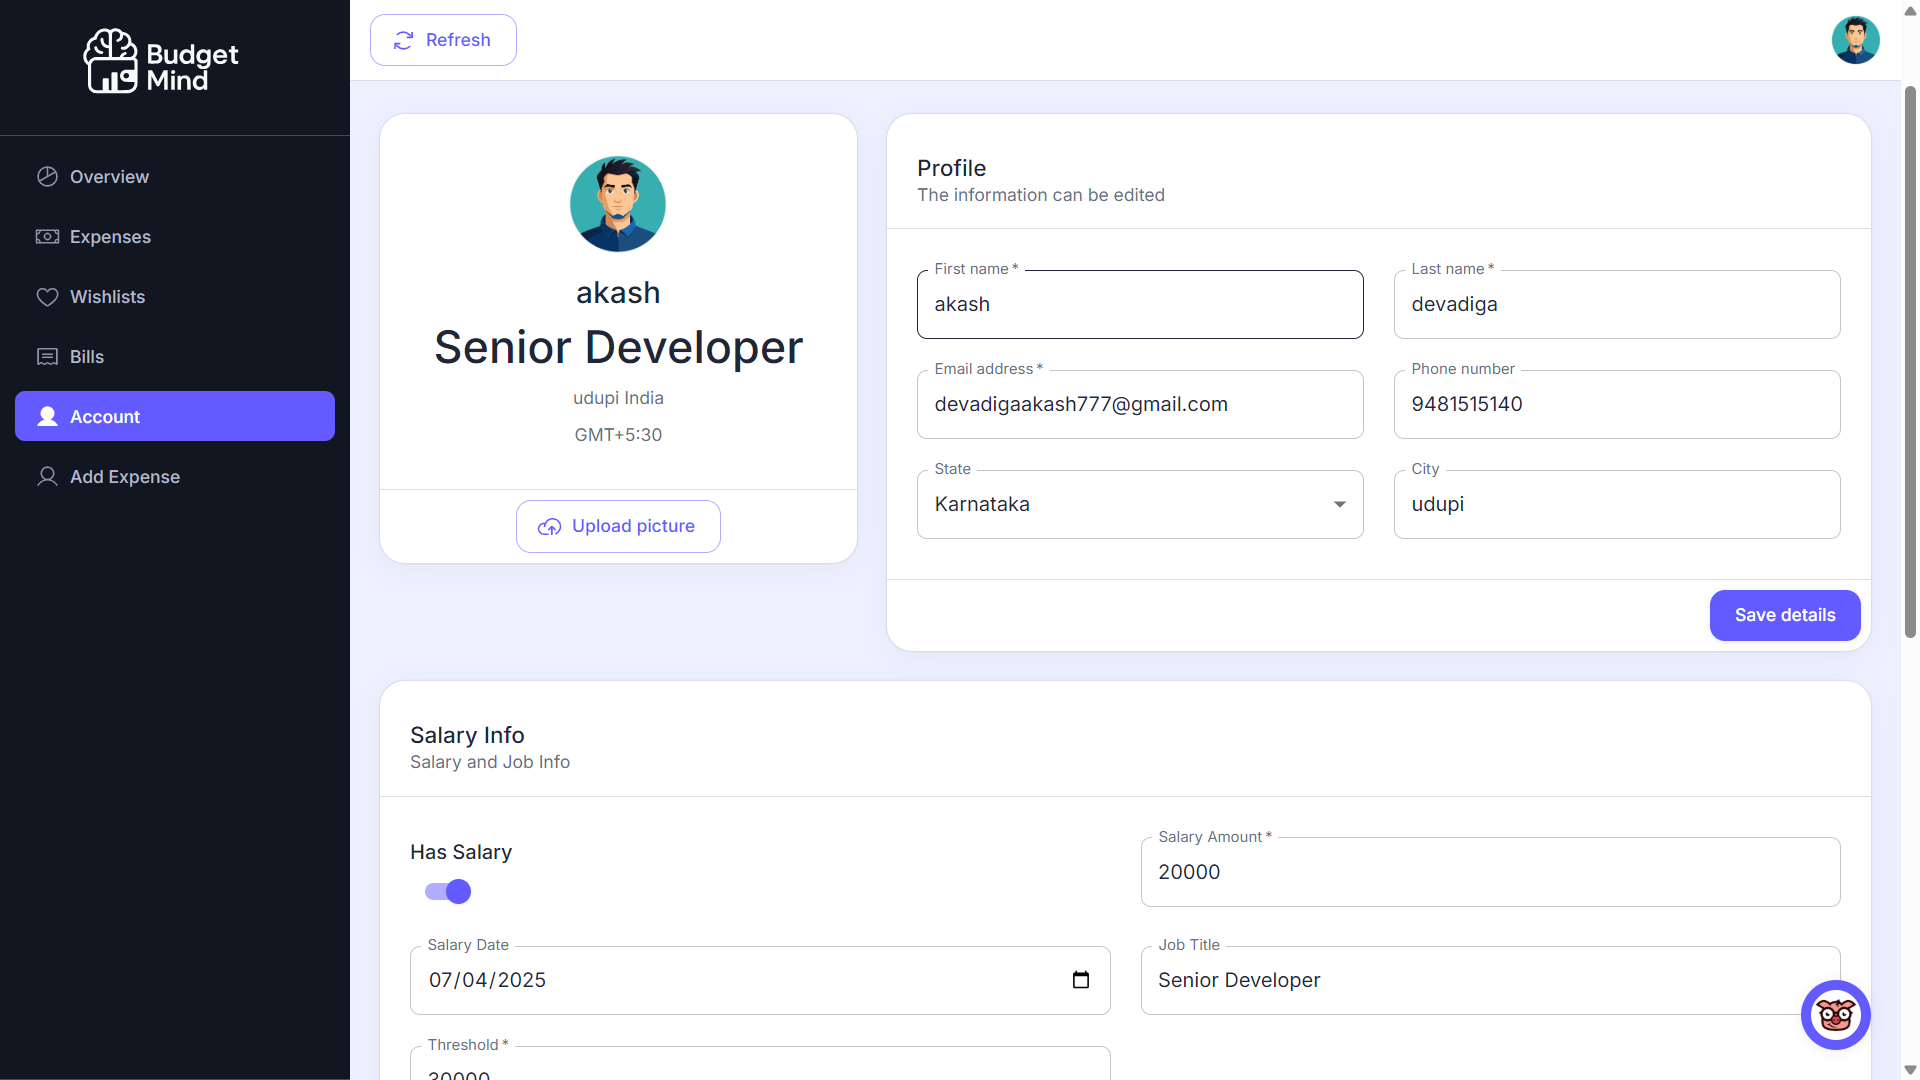 Budget
Mind
Overview
Expenses
Wishlists
Bills
Account
Add Expense
Refresh
akash
Senior Developer
udupi India
GMT+5:30
Upload picture
Profile
The information can be edited
First name *
akash
Last name *
devadiga
Email address *
devadigaakash777@gmail.com
Phone number
9481515140
State
Karnataka
City
udupi
Save details
Salary Info
Salary and Job Info
Has Salary
Salary Amount *
20000
Salary Date
07/04/2025
Job Title
Senior Developer
Threshold *
30000